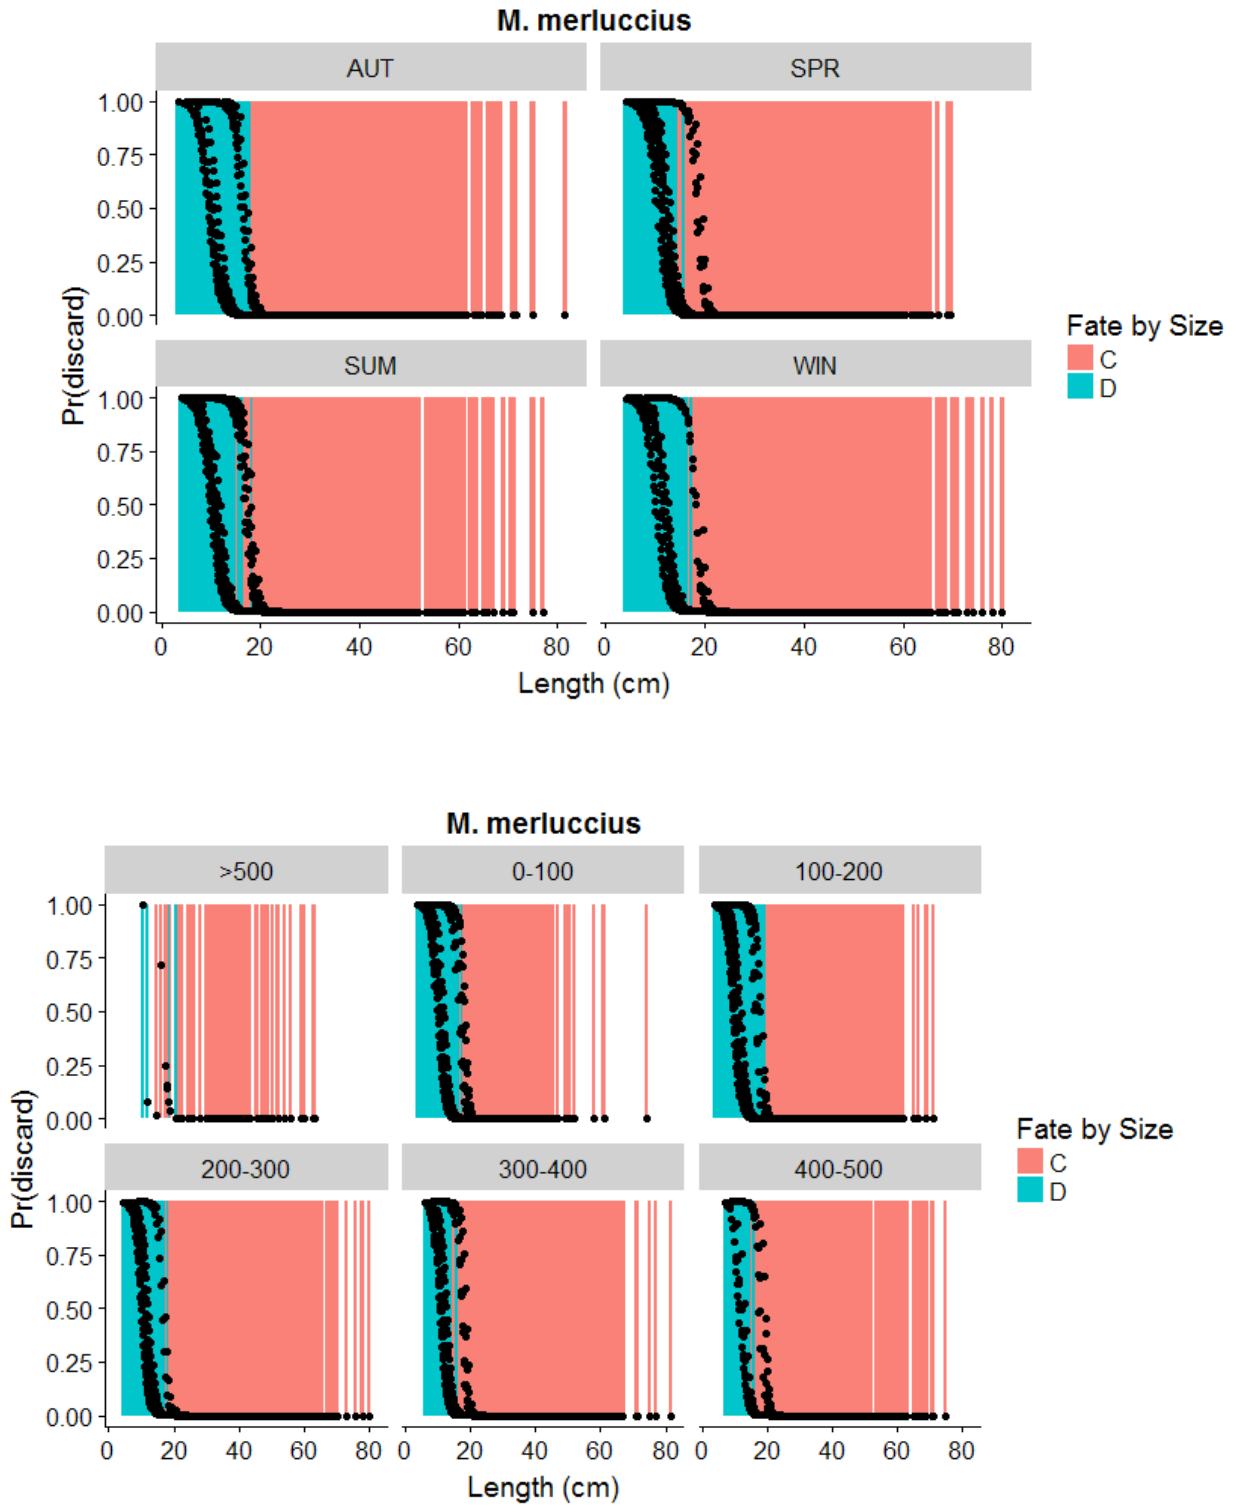 M. merluccius
AUT SPR
1.00
0.75
0.50
0.25
0.00
SUM WIN
1.00
0.75
0.50
0.25
0.00
0 20 40 60 80 0 20 40 60 80
Length (cm)
Pr(discard)
Fate by Size
C
D
M. merluccius
>500 0-100 100-200
1.00
0.75
0.50
0.25
0.00
200-300 300-400 400-500
1.00
0.75
0.50
0.25
0.00
0 20 40 60 80 0 20 40 60 80 0 20 40 60 80
Length (cm)
Pr(discard)
Fate by Size
C
D